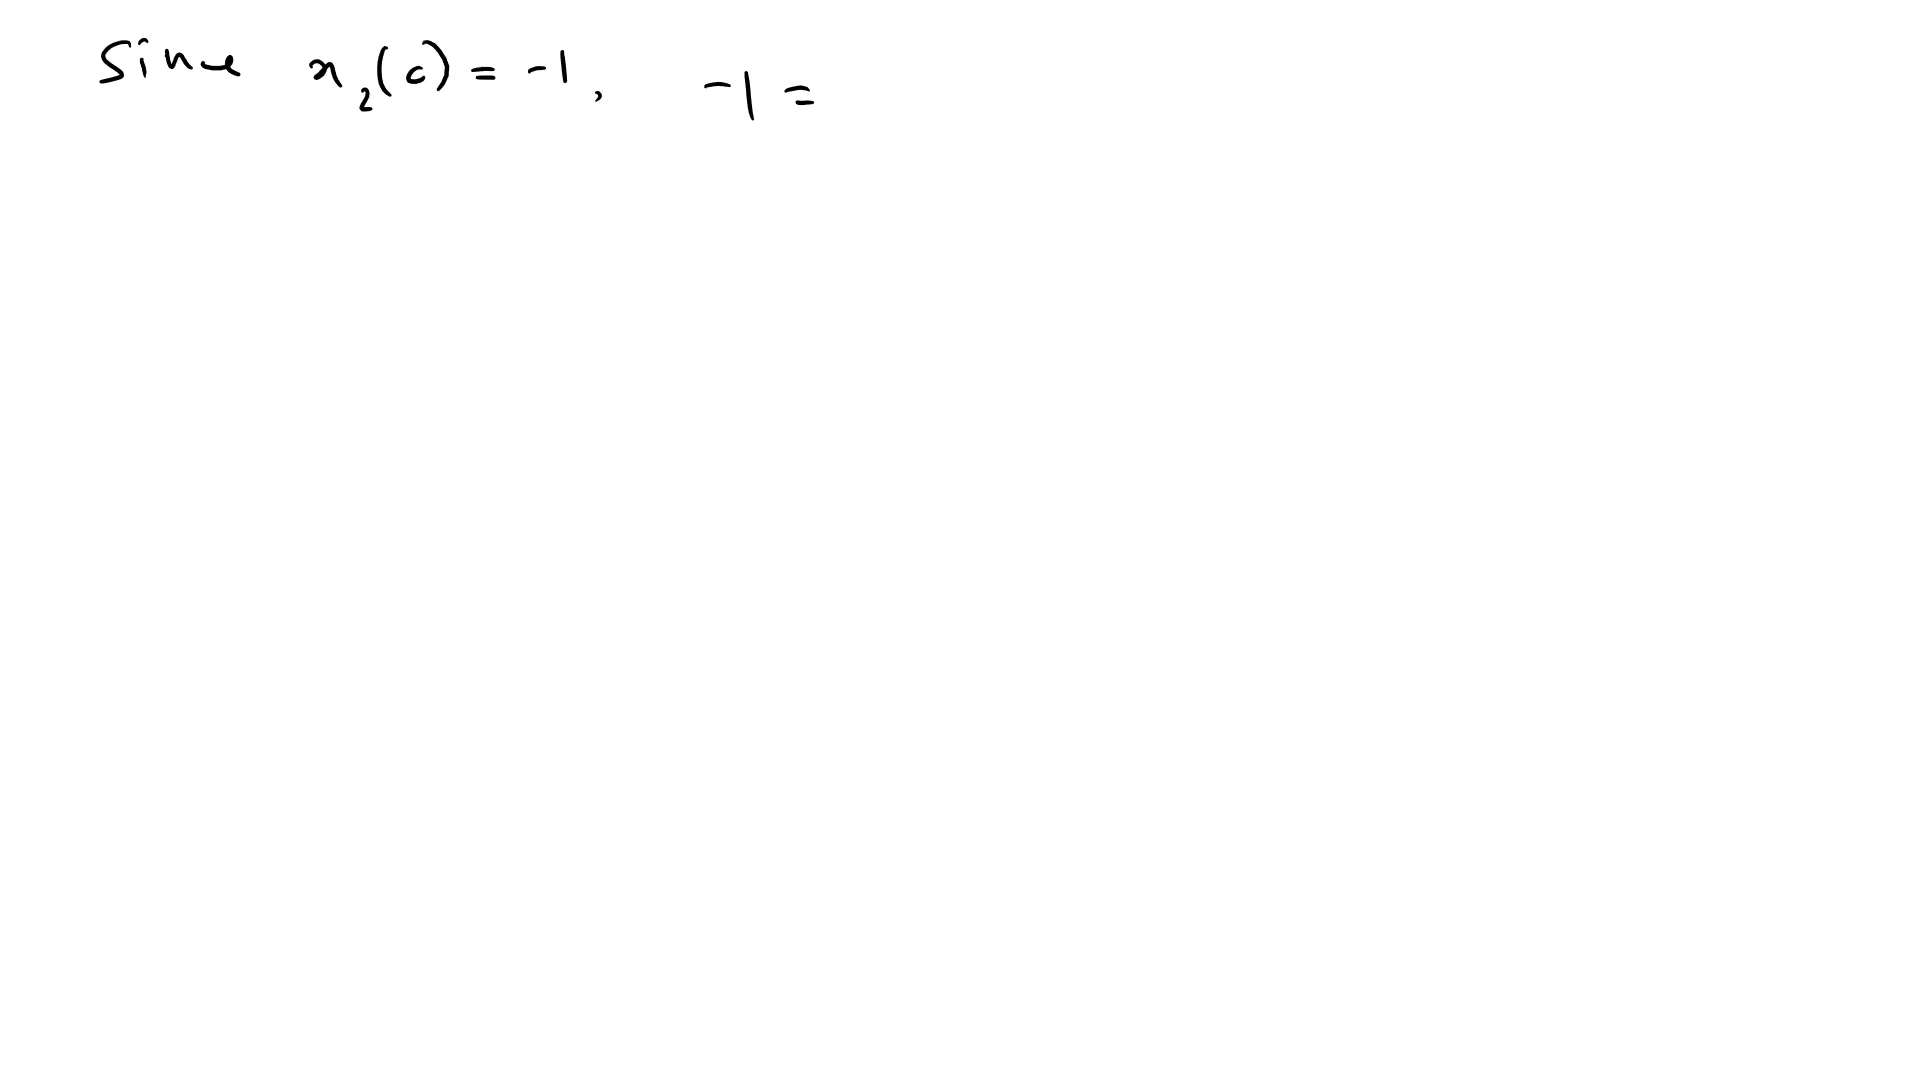 Since x₂(c) = -1, -1 =